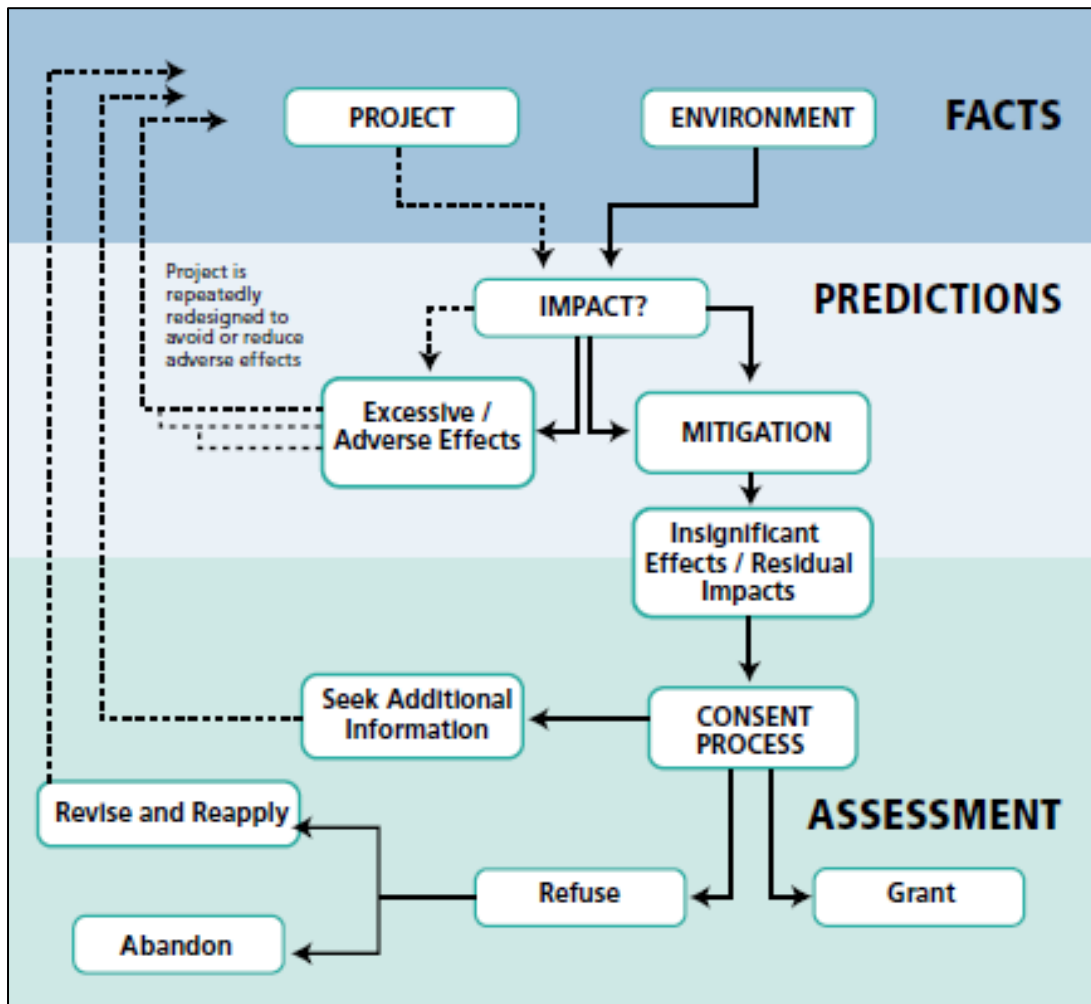 PROJECT
ENVIRONMENT
FACTS
Project is
repeatedly
redesigned to
avoid or reduce
adverse effects
IMPACT?
PREDICTIONS
Excessive /
Adverse Effects
MITIGATION
Insignificant
Effects / Residual
Impacts
Seek Additional
Information
CONSENT
PROCESS
Revise and Reapply
ASSESSMENT
Refuse
Grant
Abandon